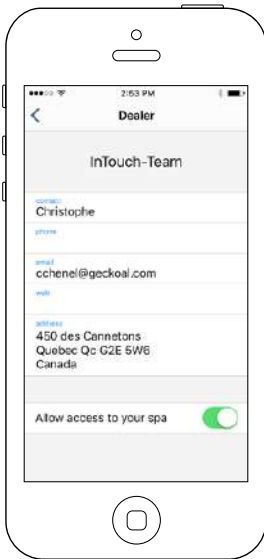 2:53 PM
Dealer
InTouch-Team
contact
Christophe
phone
email
cchenel@geckoal.com
web
address
450 des Cannetons
Quebec Qc G2E 5W6
Canada
Allow access to your spa